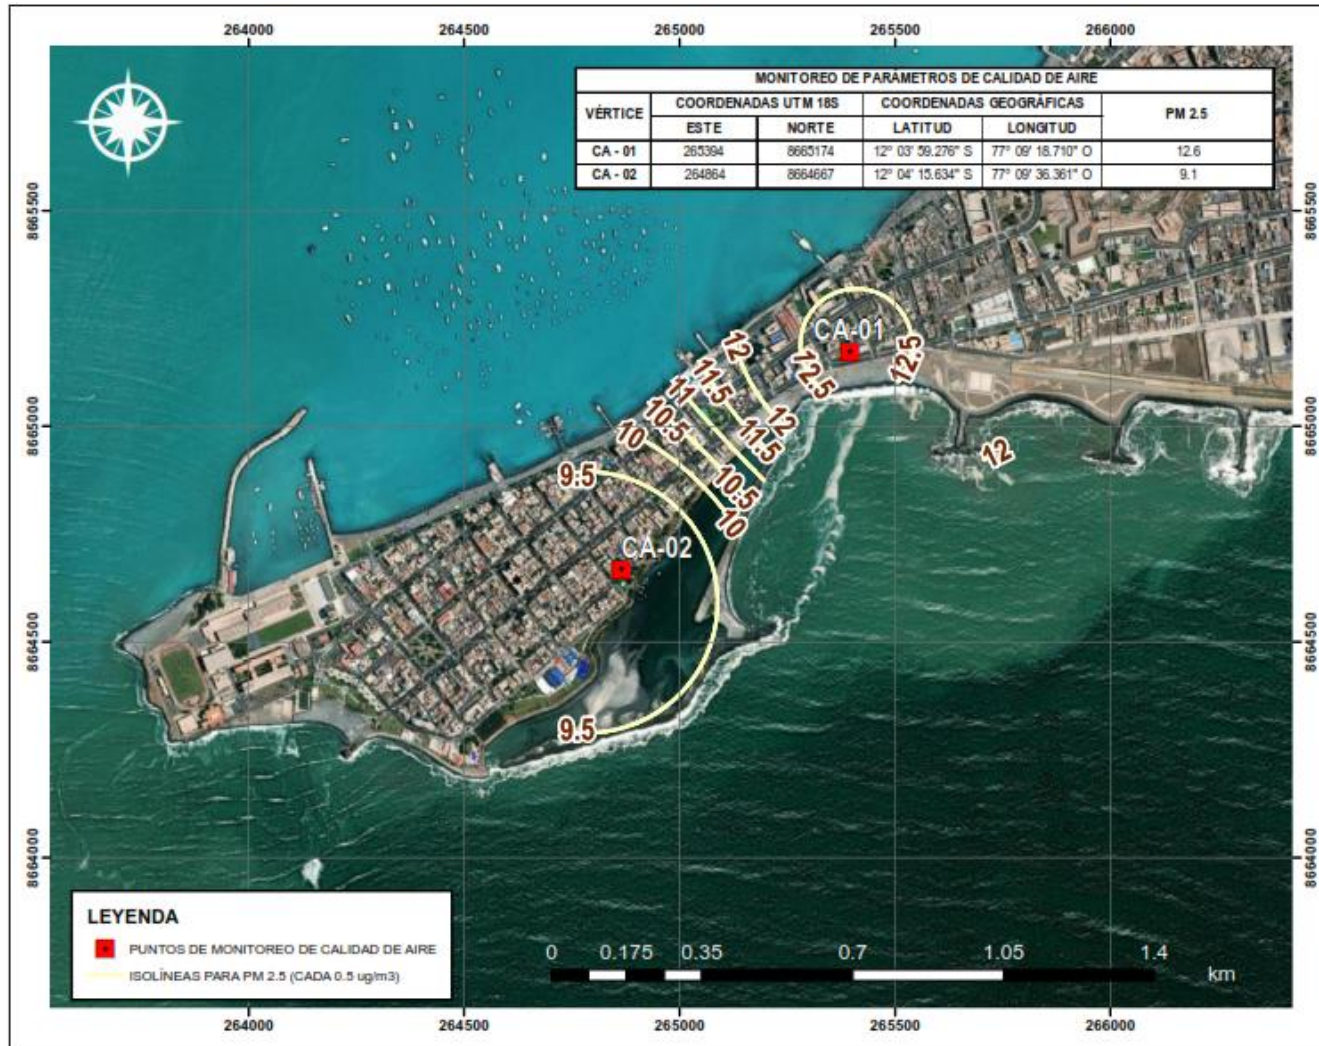 264000 264500 265000 265500 266000
MONITOREO DE PARÁMETROS DE CALIDAD DE AIRE
VÉRTICE COORDENADAS UTM 18S COORDENADAS GEOGRÁFICAS PM 2.5
ESTE NORTE LATITUD LONGITUD
CA - 01 265394 8665174 12° 03' 59.276" S 77° 09' 18.710" O 12.6
CA - 02 264864 8664667 12° 04' 15.634" S 77° 09' 36.361" O 9.1
8665500 8665500
CA-01
12 12.5 12.5
11.5
11
10.5 12
10 11.5
8665000 8665000
12
9.5 10.5
10
CA-02
8664500 8664500
9.5
8664000 8664000
LEYENDA
PUNTOS DE MONITOREO DE CALIDAD DE AIRE
ISOLÍNEAS PARA PM 2.5 (CADA 0.5 ug/m3)
0 0.175 0.35 0.7 1.05 1.4
km
264000 264500 265000 265500 266000